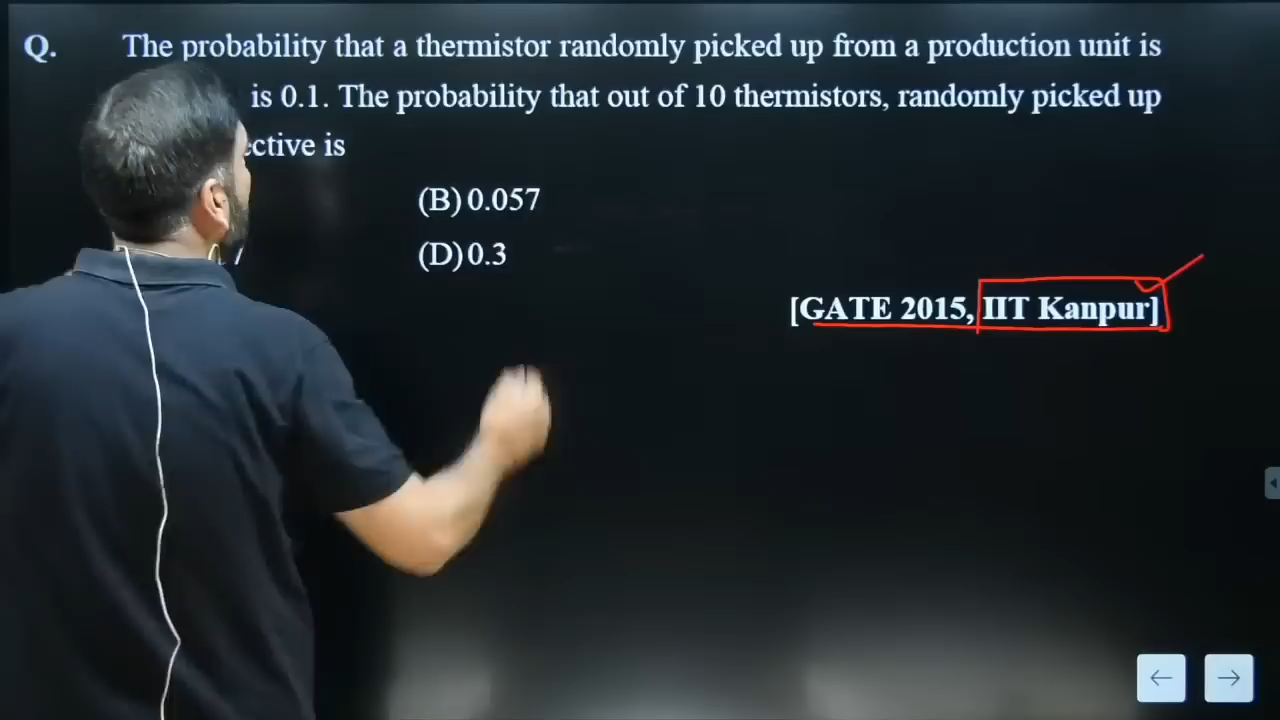 Q. The probability that a thermistor randomly picked up from a production unit is
is 0.1. The probability that out of 10 thermistors, randomly picked up
ective is
(B) 0.057
(D) 0.3
[GATE 2015, IIT Kanpur]